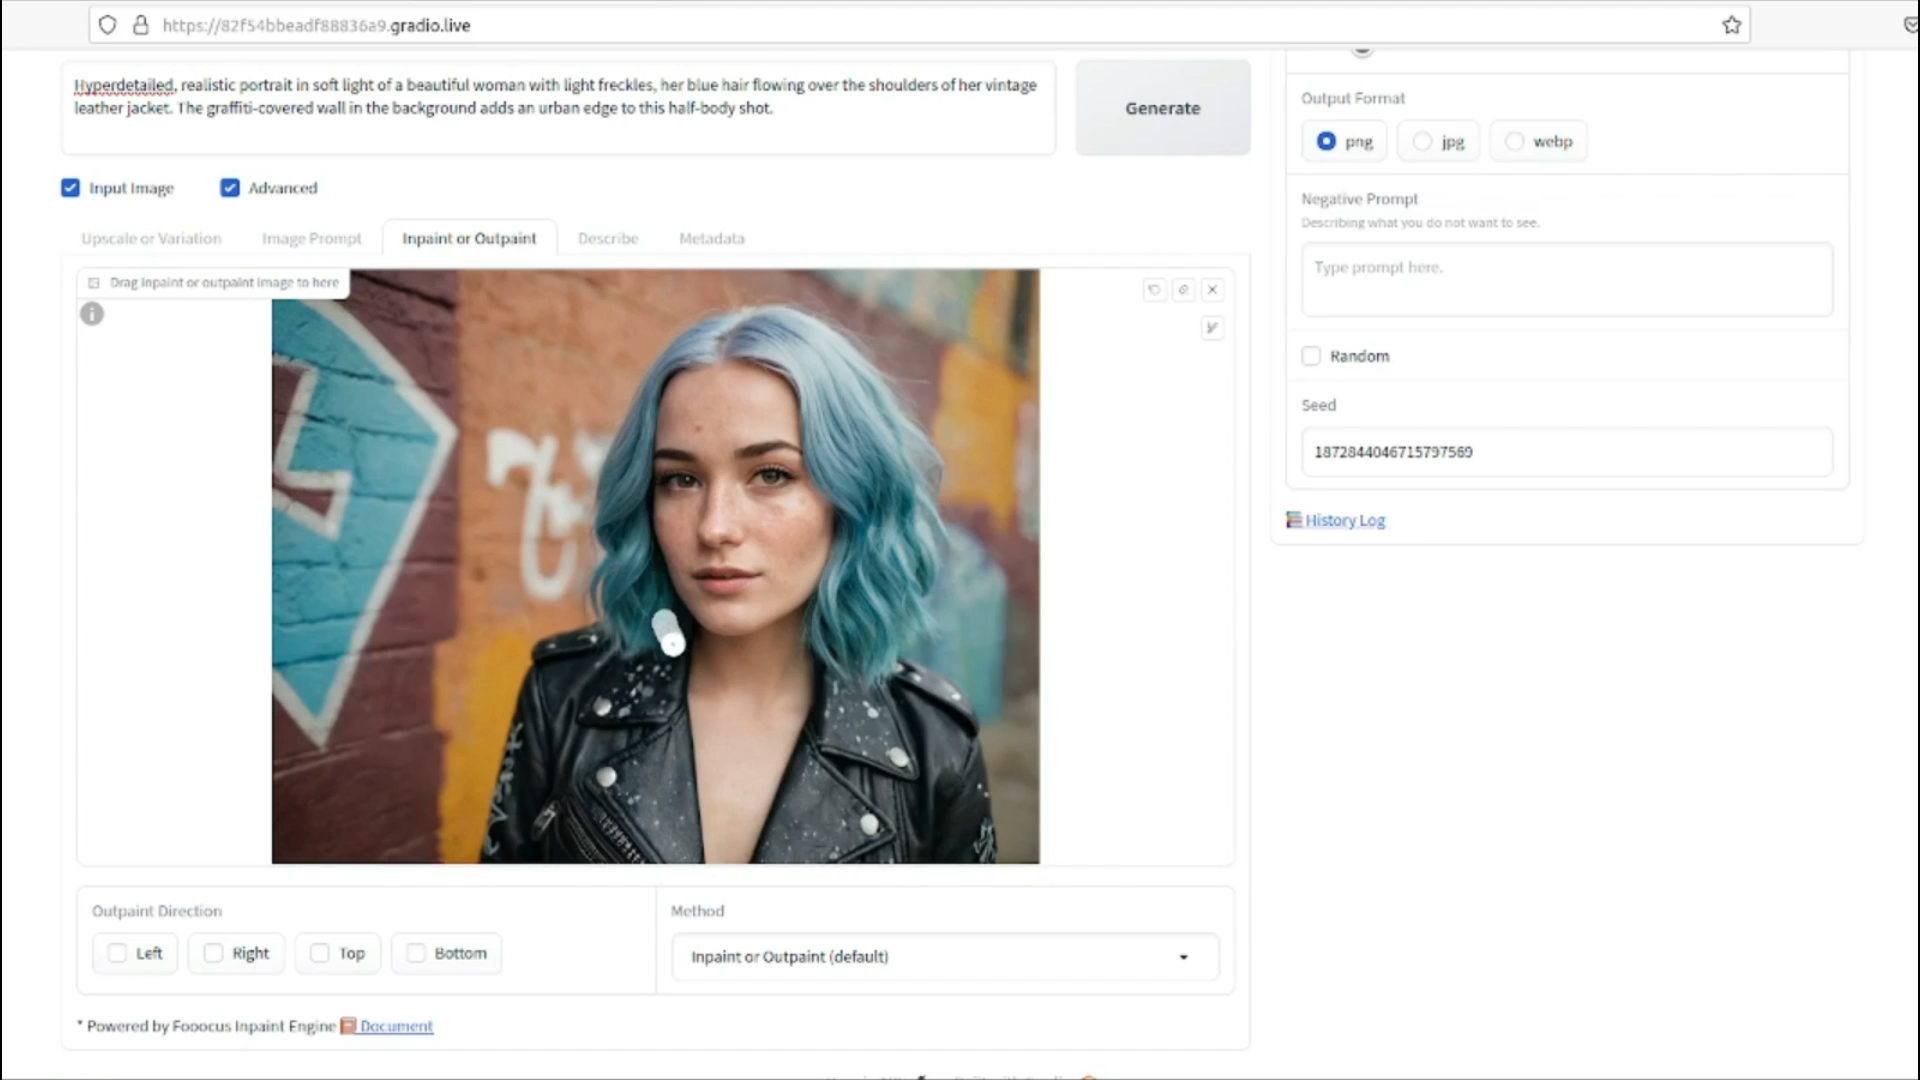 https://82f54bbeadf88836a9.gradio.live
Hyperdetailed, realistic portrait in soft light of a beautiful woman with light freckles, her blue hair flowing over the shoulders of her vintage
leather jacket. The graffiti-covered wall in the background adds an urban edge to this half-body shot.
Generate
Input Image
Advanced
Upscale or Variation
Image Prompt
Inpaint or Outpaint
Describe
Metadata
Drag inpaint or outpaint image to here
Outpaint Direction
Left
Right
Top
Bottom
Method
Inpaint or Outpaint (default)
* Powered by Fooocus Inpaint Engine Document
Output Format
png
jpg
webp
Negative Prompt
Describing what you do not want to see.
Type prompt here.
Random
Seed
1872844046715797569
History Log